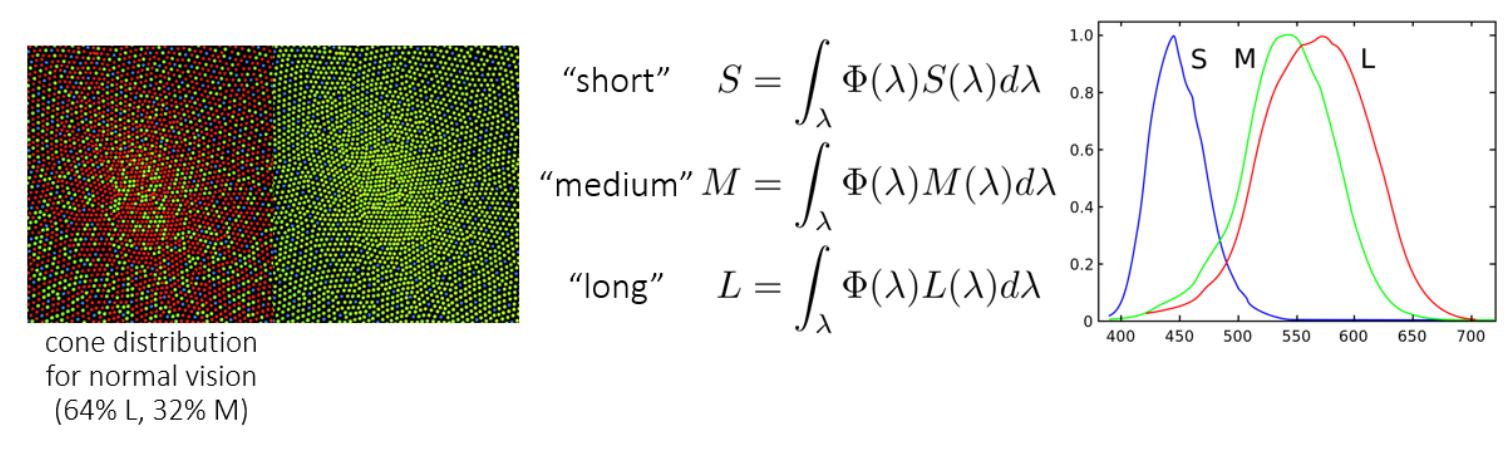 “short” S = ∫_λ Φ(λ)S(λ)dλ
“medium” M = ∫_λ Φ(λ)M(λ)dλ
“long” L = ∫_λ Φ(λ)L(λ)dλ
cone distribution
for normal vision
(64% L, 32% M)
S M L
1.0
0.8
0.6
0.4
0.2
0
400 450 500 550 600 650 700